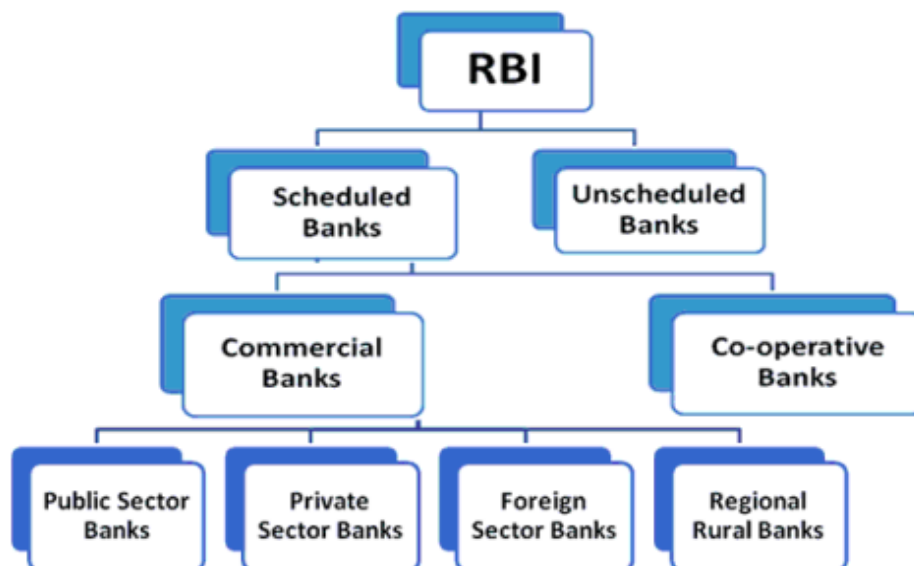 RBI
Scheduled
Banks
Unscheduled
Banks
Commercial
Banks
Co-operative
Banks
Public Sector
Banks
Private
Sector Banks
Foreign
Sector Banks
Regional
Rural Banks